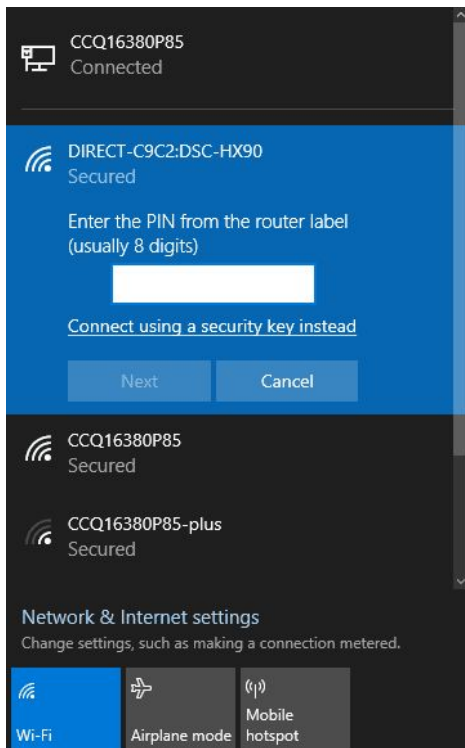 CCQ16380P85
Connected
DIRECT-C9C2:DSC-HX90
Secured
Enter the PIN from the router label
(usually 8 digits)
Connect using a security key instead
Next
Cancel
CCQ16380P85
Secured
CCQ16380P85-plus
Secured
Network & Internet settings
Change settings, such as making a connection metered.
Wi-Fi
Airplane mode
Mobile
hotspot